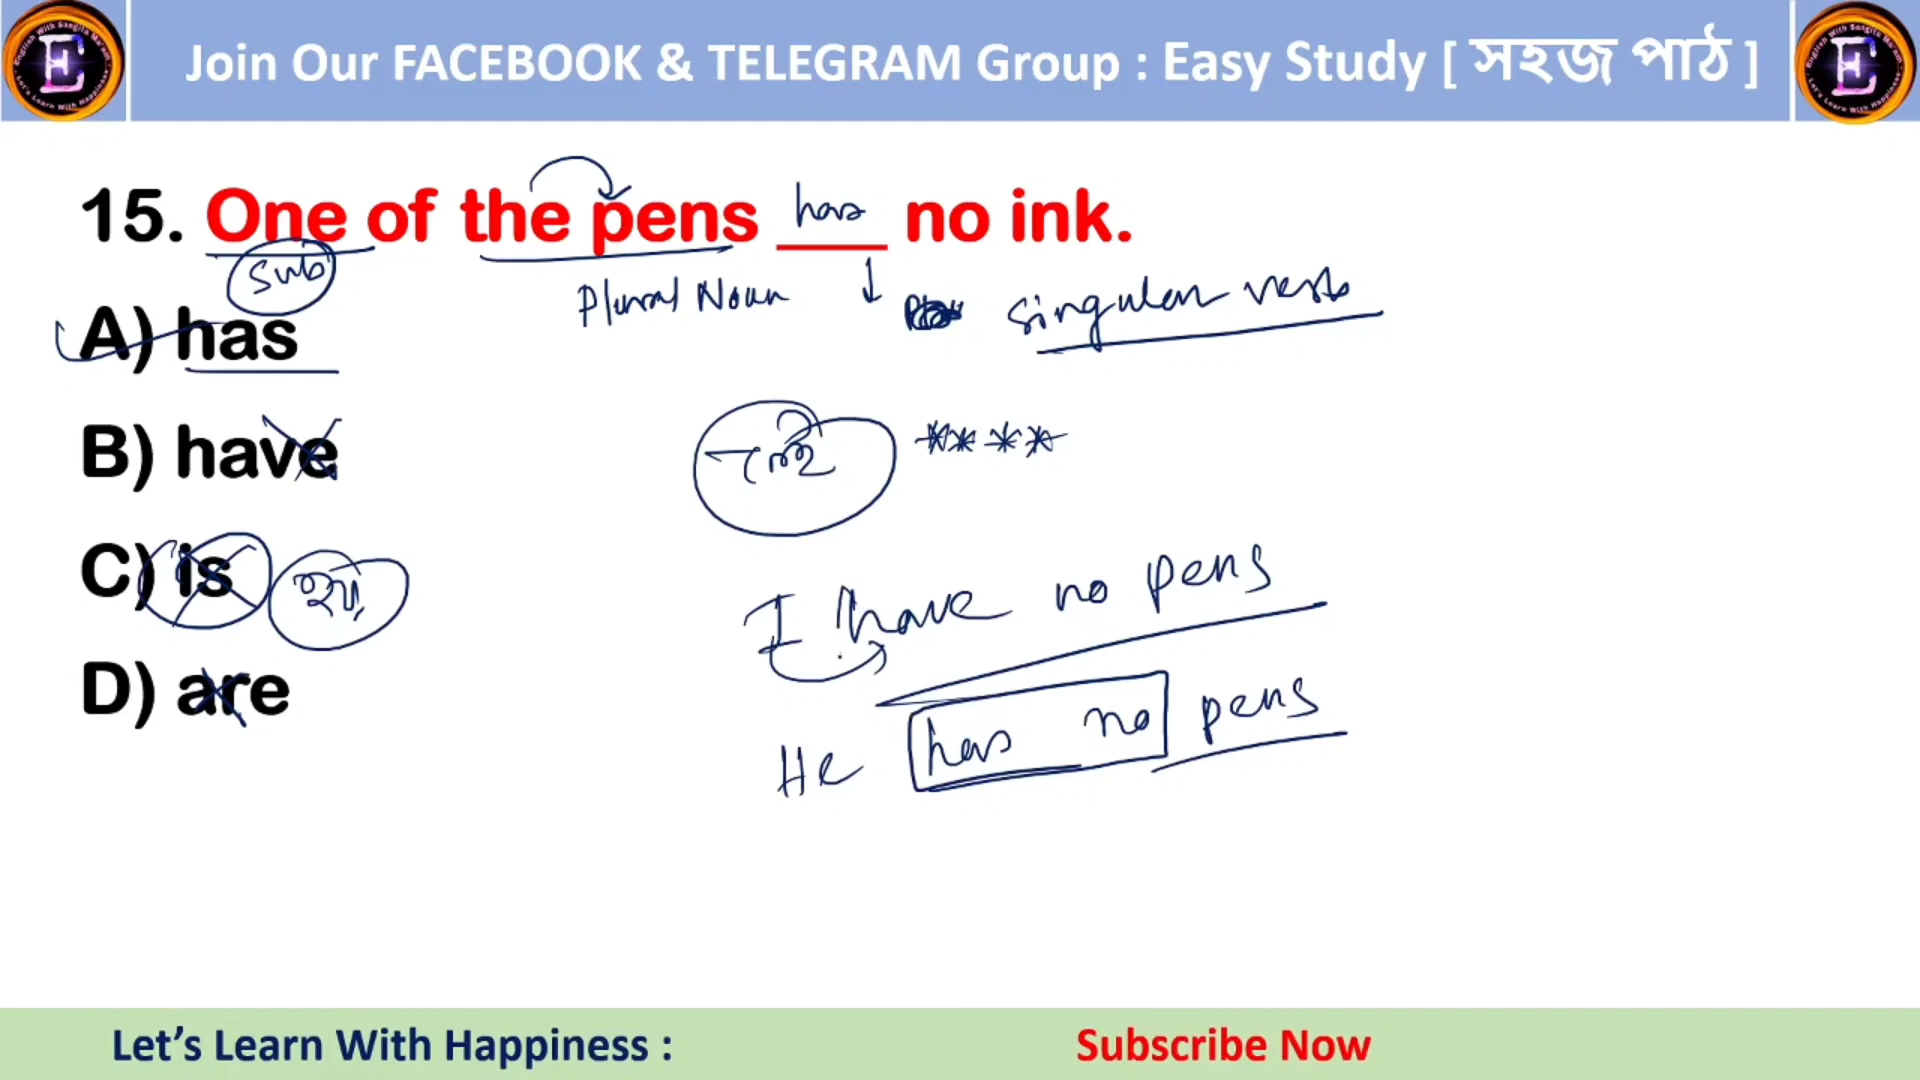 Join Our FACEBOOK & TELEGRAM Group : Easy Study [ সহজ পাঠ ]
15. One of the pens has no ink.
Sub
Plural Noun
singular verb
A) has
B) have
নেই ****
C) is হয়
I have no pens
D) are
He has no pens
Let's Learn With Happiness :
Subscribe Now